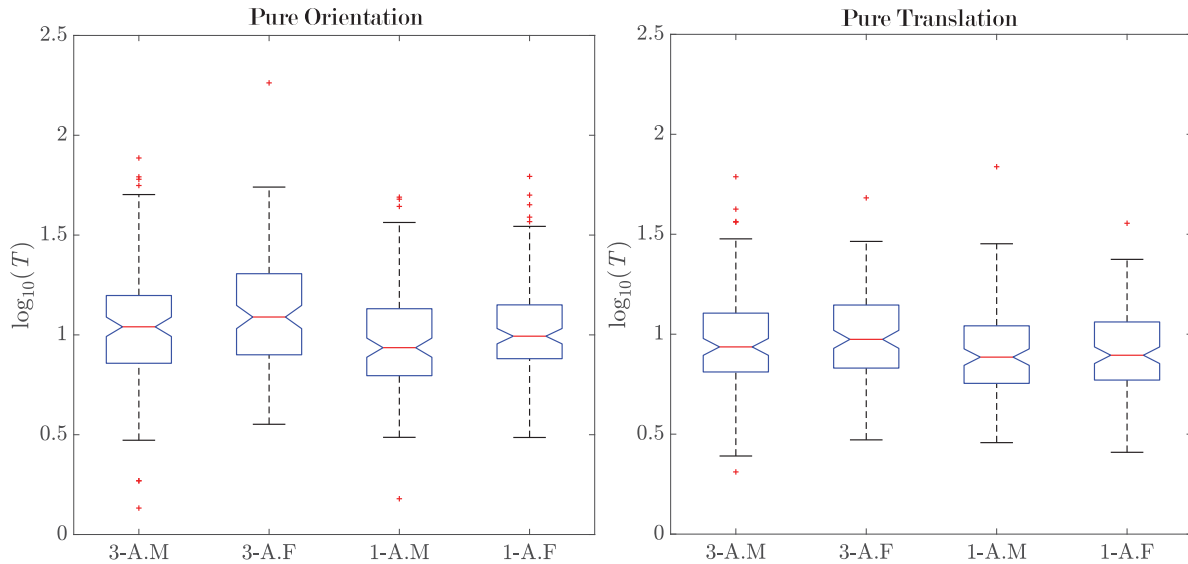 Pure Orientation
2.5
2
1.5
1
0.5
0
log10(T)
3-A.M 3-A.F 1-A.M 1-A.F
Pure Translation
2.5
2
1.5
1
0.5
0
log10(T)
3-A.M 3-A.F 1-A.M 1-A.F